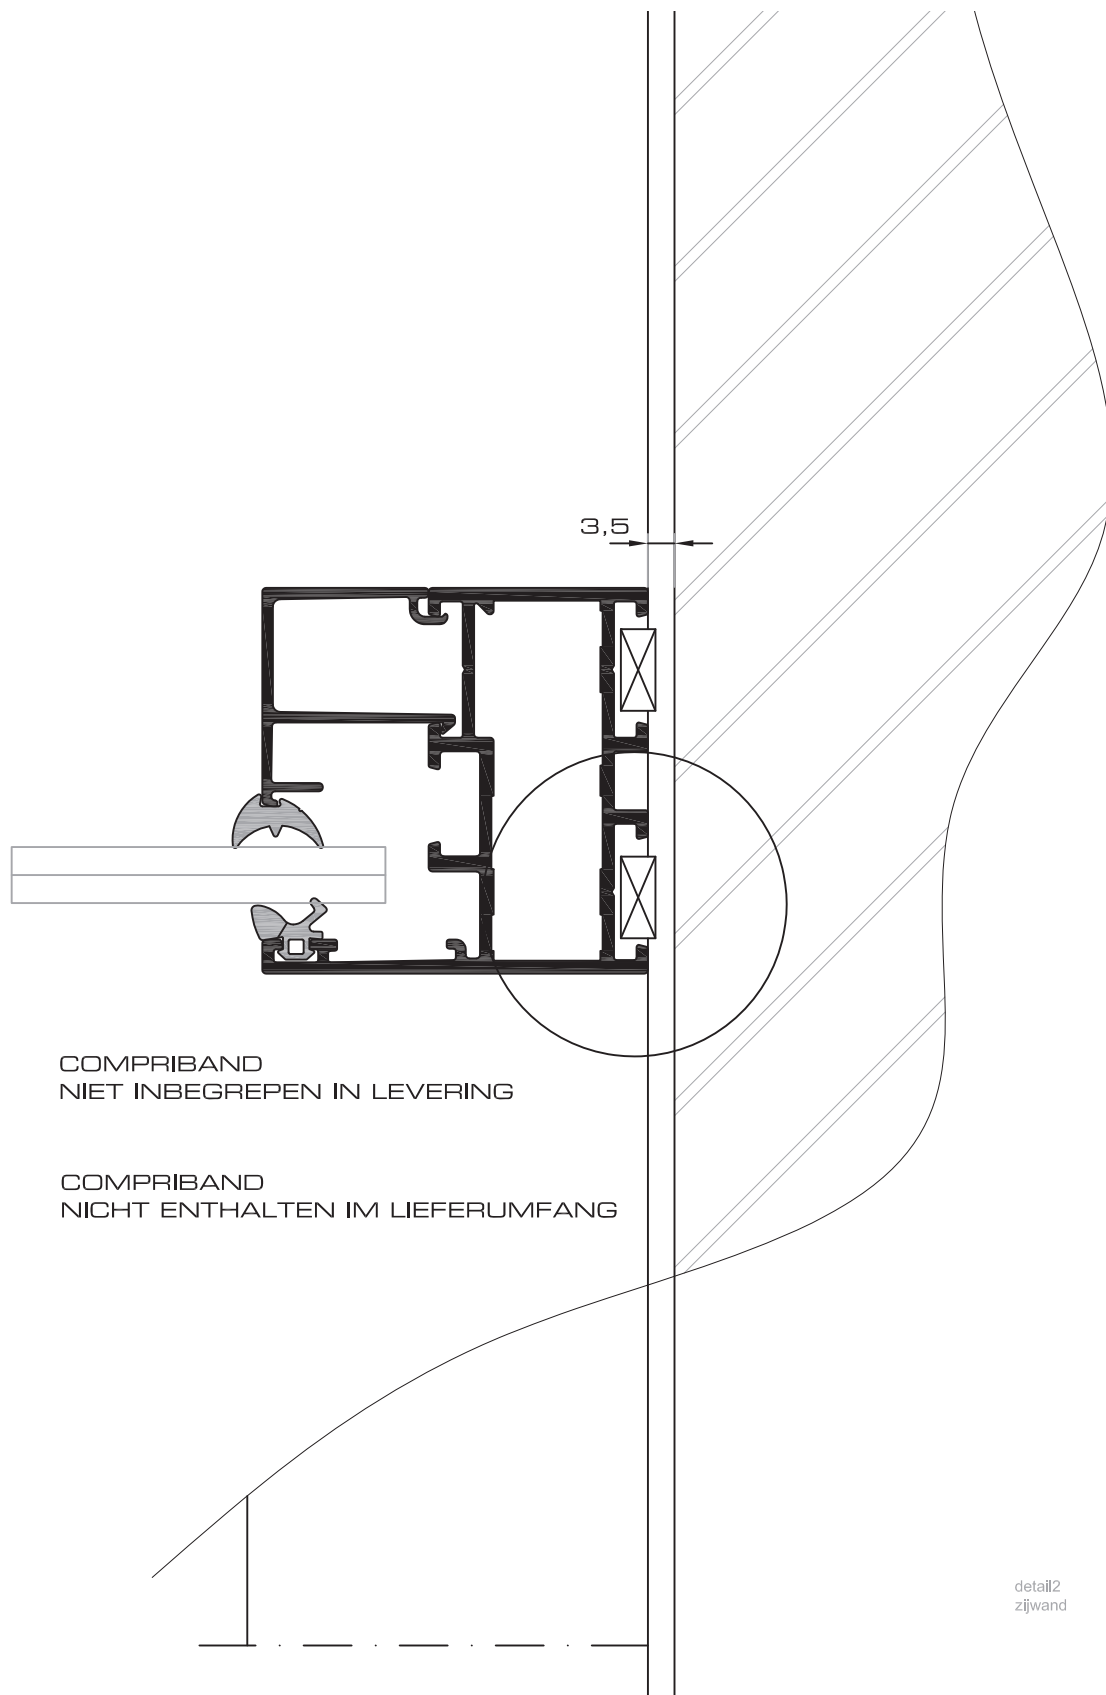 3,5
COMPRIBAND
NIET INBEGREPEN IN LEVERING
COMPRIBAND
NICHT ENTHALTEN IM LIEFERUMFANG
detail2
zijwand